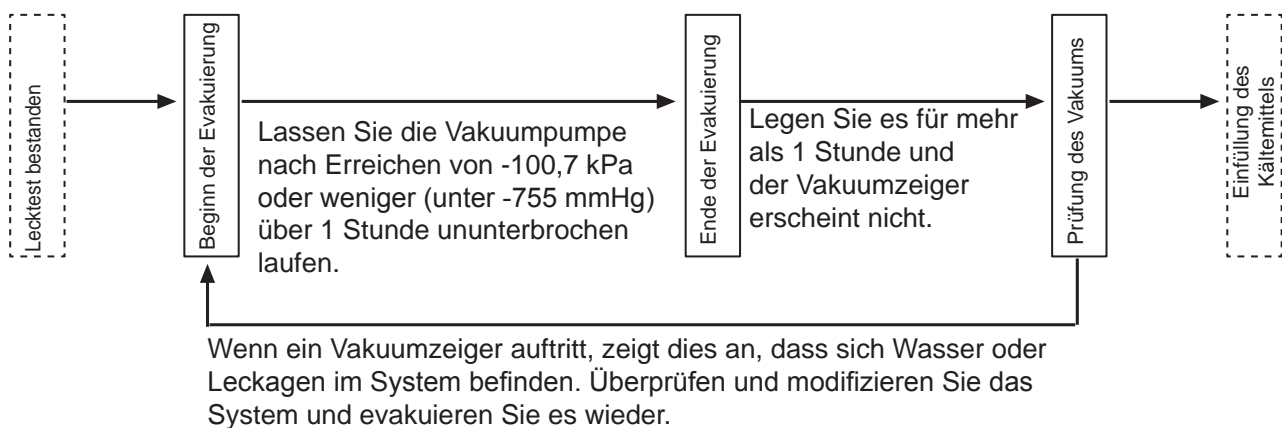 Lecktest bestanden
Beginn der Evakuierung
Lassen Sie die Vakuumpumpe
nach Erreichen von -100,7 kPa
oder weniger (unter -755 mmHg)
über 1 Stunde ununterbrochen
laufen.
Ende der Evakuierung
Legen Sie es für mehr
als 1 Stunde und
der Vakuumzeiger
erscheint nicht.
Prüfung des Vakuums
Einfüllung des
Kältemittels
Wenn ein Vakuumzeiger auftritt, zeigt dies an, dass sich Wasser oder
Leckagen im System befinden. Überprüfen und modifizieren Sie das
System und evakuieren Sie es wieder.